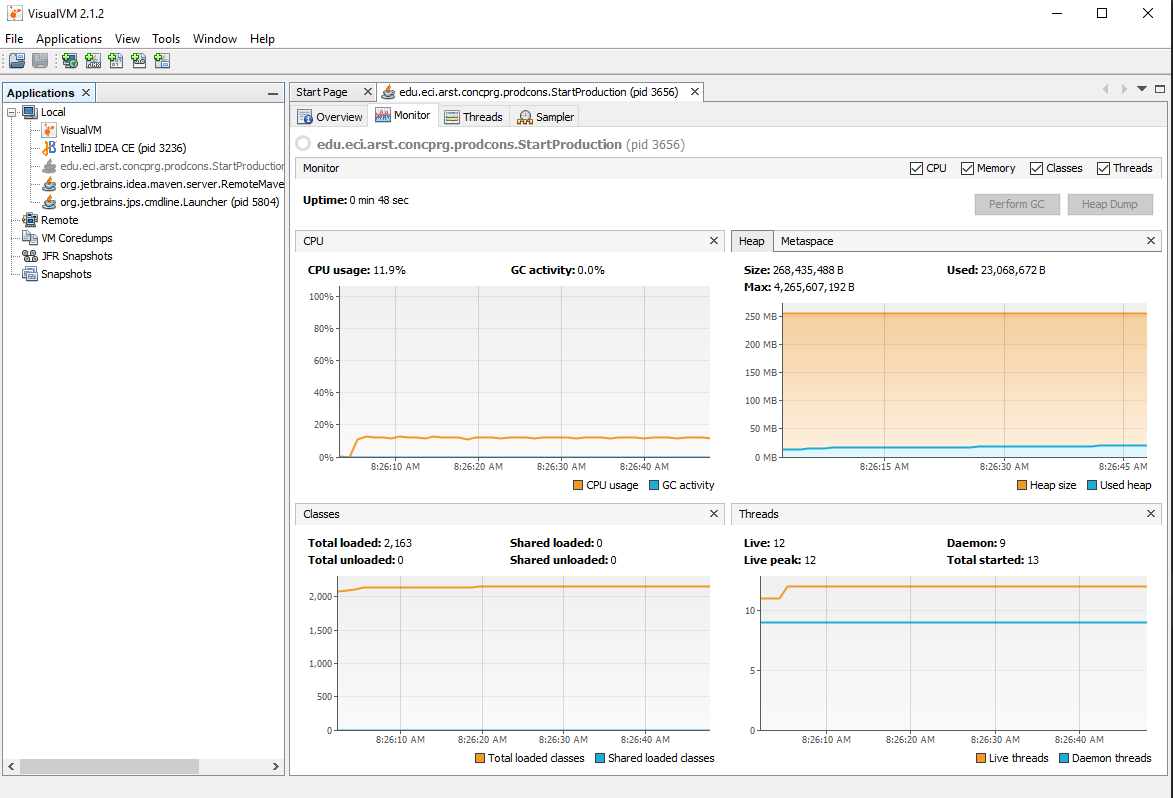 VisualVM 2.1.2
File Applications View Tools Window Help
Applications
Local
VisualVM
IntelliJ IDEA CE (pid 3236)
edu.eci.arst.concprg.prodcons.StartProduction
org.jetbrains.idea.maven.server.RemoteMave
org.jetbrains.jps.cmdline.Launcher (pid 5804)
Remote
VM Coredumps
JFR Snapshots
Snapshots
Start Page edu.eci.arst.concprg.prodcons.StartProduction (pid 3656)
Overview Monitor Threads Sampler
edu.eci.arst.concprg.prodcons.StartProduction (pid 3656)
Monitor CPU Memory Classes Threads
Uptime: 0 min 48 sec Perform GC Heap Dump
CPU
CPU usage: 11.9% GC activity: 0.0%
100%
80%
60%
40%
20%
0%
8:26:10 AM 8:26:20 AM 8:26:30 AM 8:26:40 AM
CPU usage GC activity
Heap Metaspace
Size: 268,435,488 B Used: 23,068,672 B
Max: 4,265,607,192 B
250 MB
200 MB
150 MB
100 MB
50 MB
0 MB
8:26:15 AM 8:26:30 AM 8:26:45 AM
Heap size Used heap
Classes
Total loaded: 2,163 Shared loaded: 0
Total unloaded: 0 Shared unloaded: 0
2,000
1,500
1,000
500
0
8:26:10 AM 8:26:20 AM 8:26:30 AM 8:26:40 AM
Total loaded classes Shared loaded classes
Threads
Live: 12 Daemon: 9
Live peak: 12 Total started: 13
10
5
0
8:26:10 AM 8:26:20 AM 8:26:30 AM 8:26:40 AM
Live threads Daemon threads